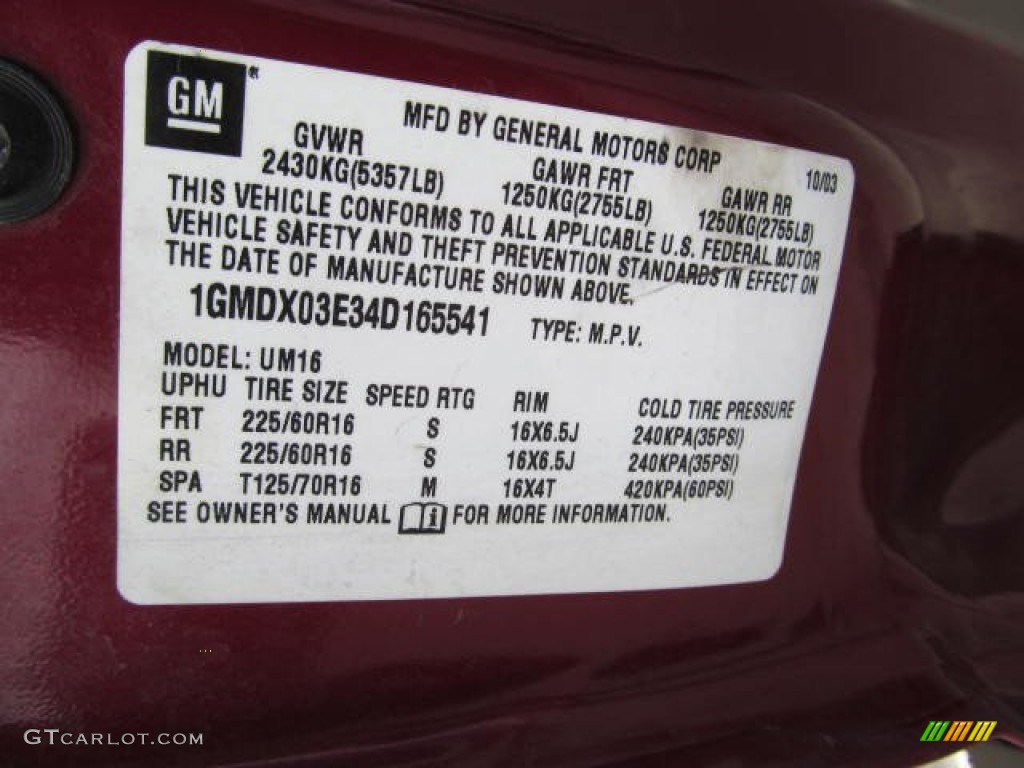 GM
MFD BY GENERAL MOTORS CORP
10/03
GVWR GAWR FRT GAWR RR
2430KG(5357LB) 1250KG(2755LB) 1250KG(2755LB)
THIS VEHICLE CONFORMS TO ALL APPLICABLE U.S. FEDERAL MOTOR
VEHICLE SAFETY AND THEFT PREVENTION STANDARDS IN EFFECT ON
THE DATE OF MANUFACTURE SHOWN ABOVE.
1GMDX03E34D165541 TYPE: M.P.V.
MODEL: UM16
UPHU TIRE SIZE SPEED RTG RIM COLD TIRE PRESSURE
FRT 225/60R16 S 16X6.5J 240KPA(35PSI)
RR 225/60R16 S 16X6.5J 240KPA(35PSI)
SPA T125/70R16 M 16X4T 420KPA(60PSI)
SEE OWNER'S MANUAL i FOR MORE INFORMATION.
GTCARLOT.COM